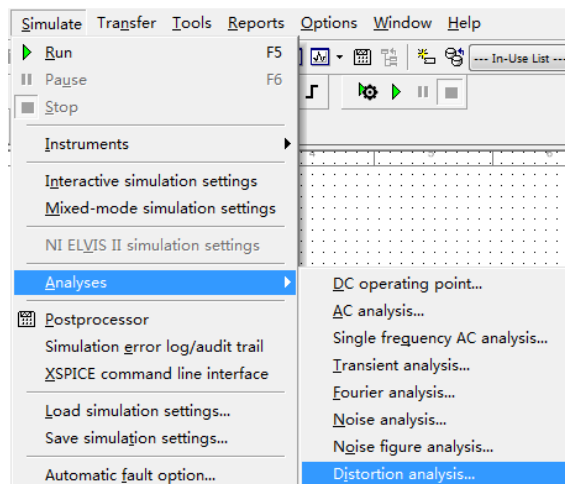 Simulate Transfer Tools Reports Options Window Help
Run F5
Pause F6
Stop
--- In-Use List ---
Instruments
Interactive simulation settings
Mixed-mode simulation settings
NI ELVIS II simulation settings
Analyses
Postprocessor
Simulation error log/audit trail
XSPICE command line interface
Load simulation settings...
Save simulation settings...
Automatic fault option...
DC operating point...
AC analysis...
Single frequency AC analysis...
Transient analysis...
Fourier analysis...
Noise analysis...
Noise figure analysis...
Distortion analysis...